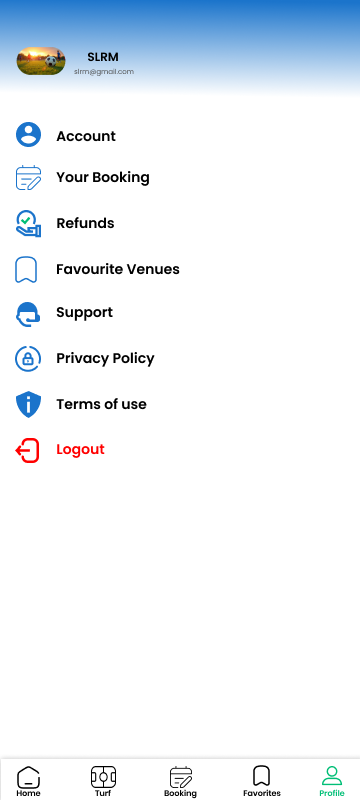 SLRM
slrm@gmail.com
Account
Your Booking
Refunds
Favourite Venues
Support
Privacy Policy
Terms of use
Logout
Home
Turf
Booking
Favorites
Profile